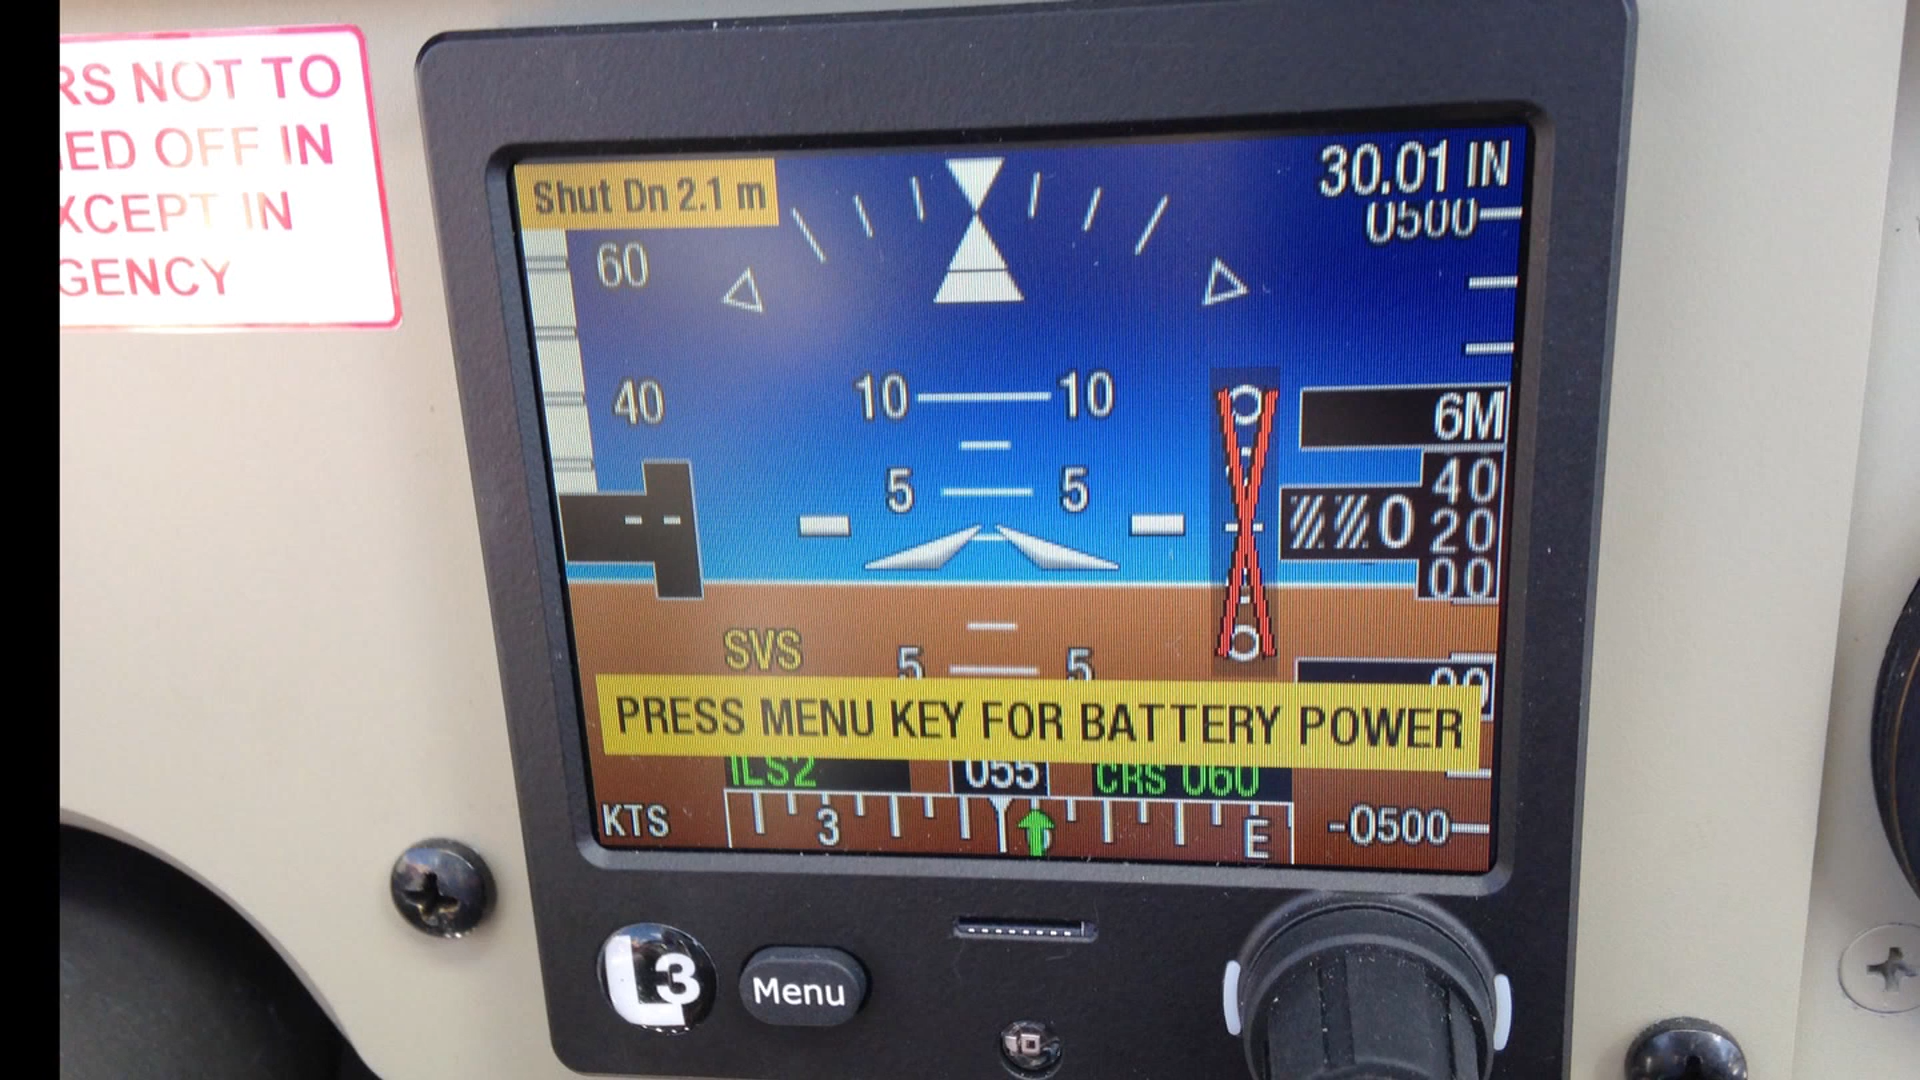 RS NOT TO
ED OFF IN
XCEPT IN
GENCY
Shut Dn 2.1 m
30.01 IN
0500
60
40
10 10
6M
5 5
40
0 20
00
SVS
5 5
PRESS MENU KEY FOR BATTERY POWER
ILS2 055 CRS 060
KTS 3 6 E -0500
L3
Menu